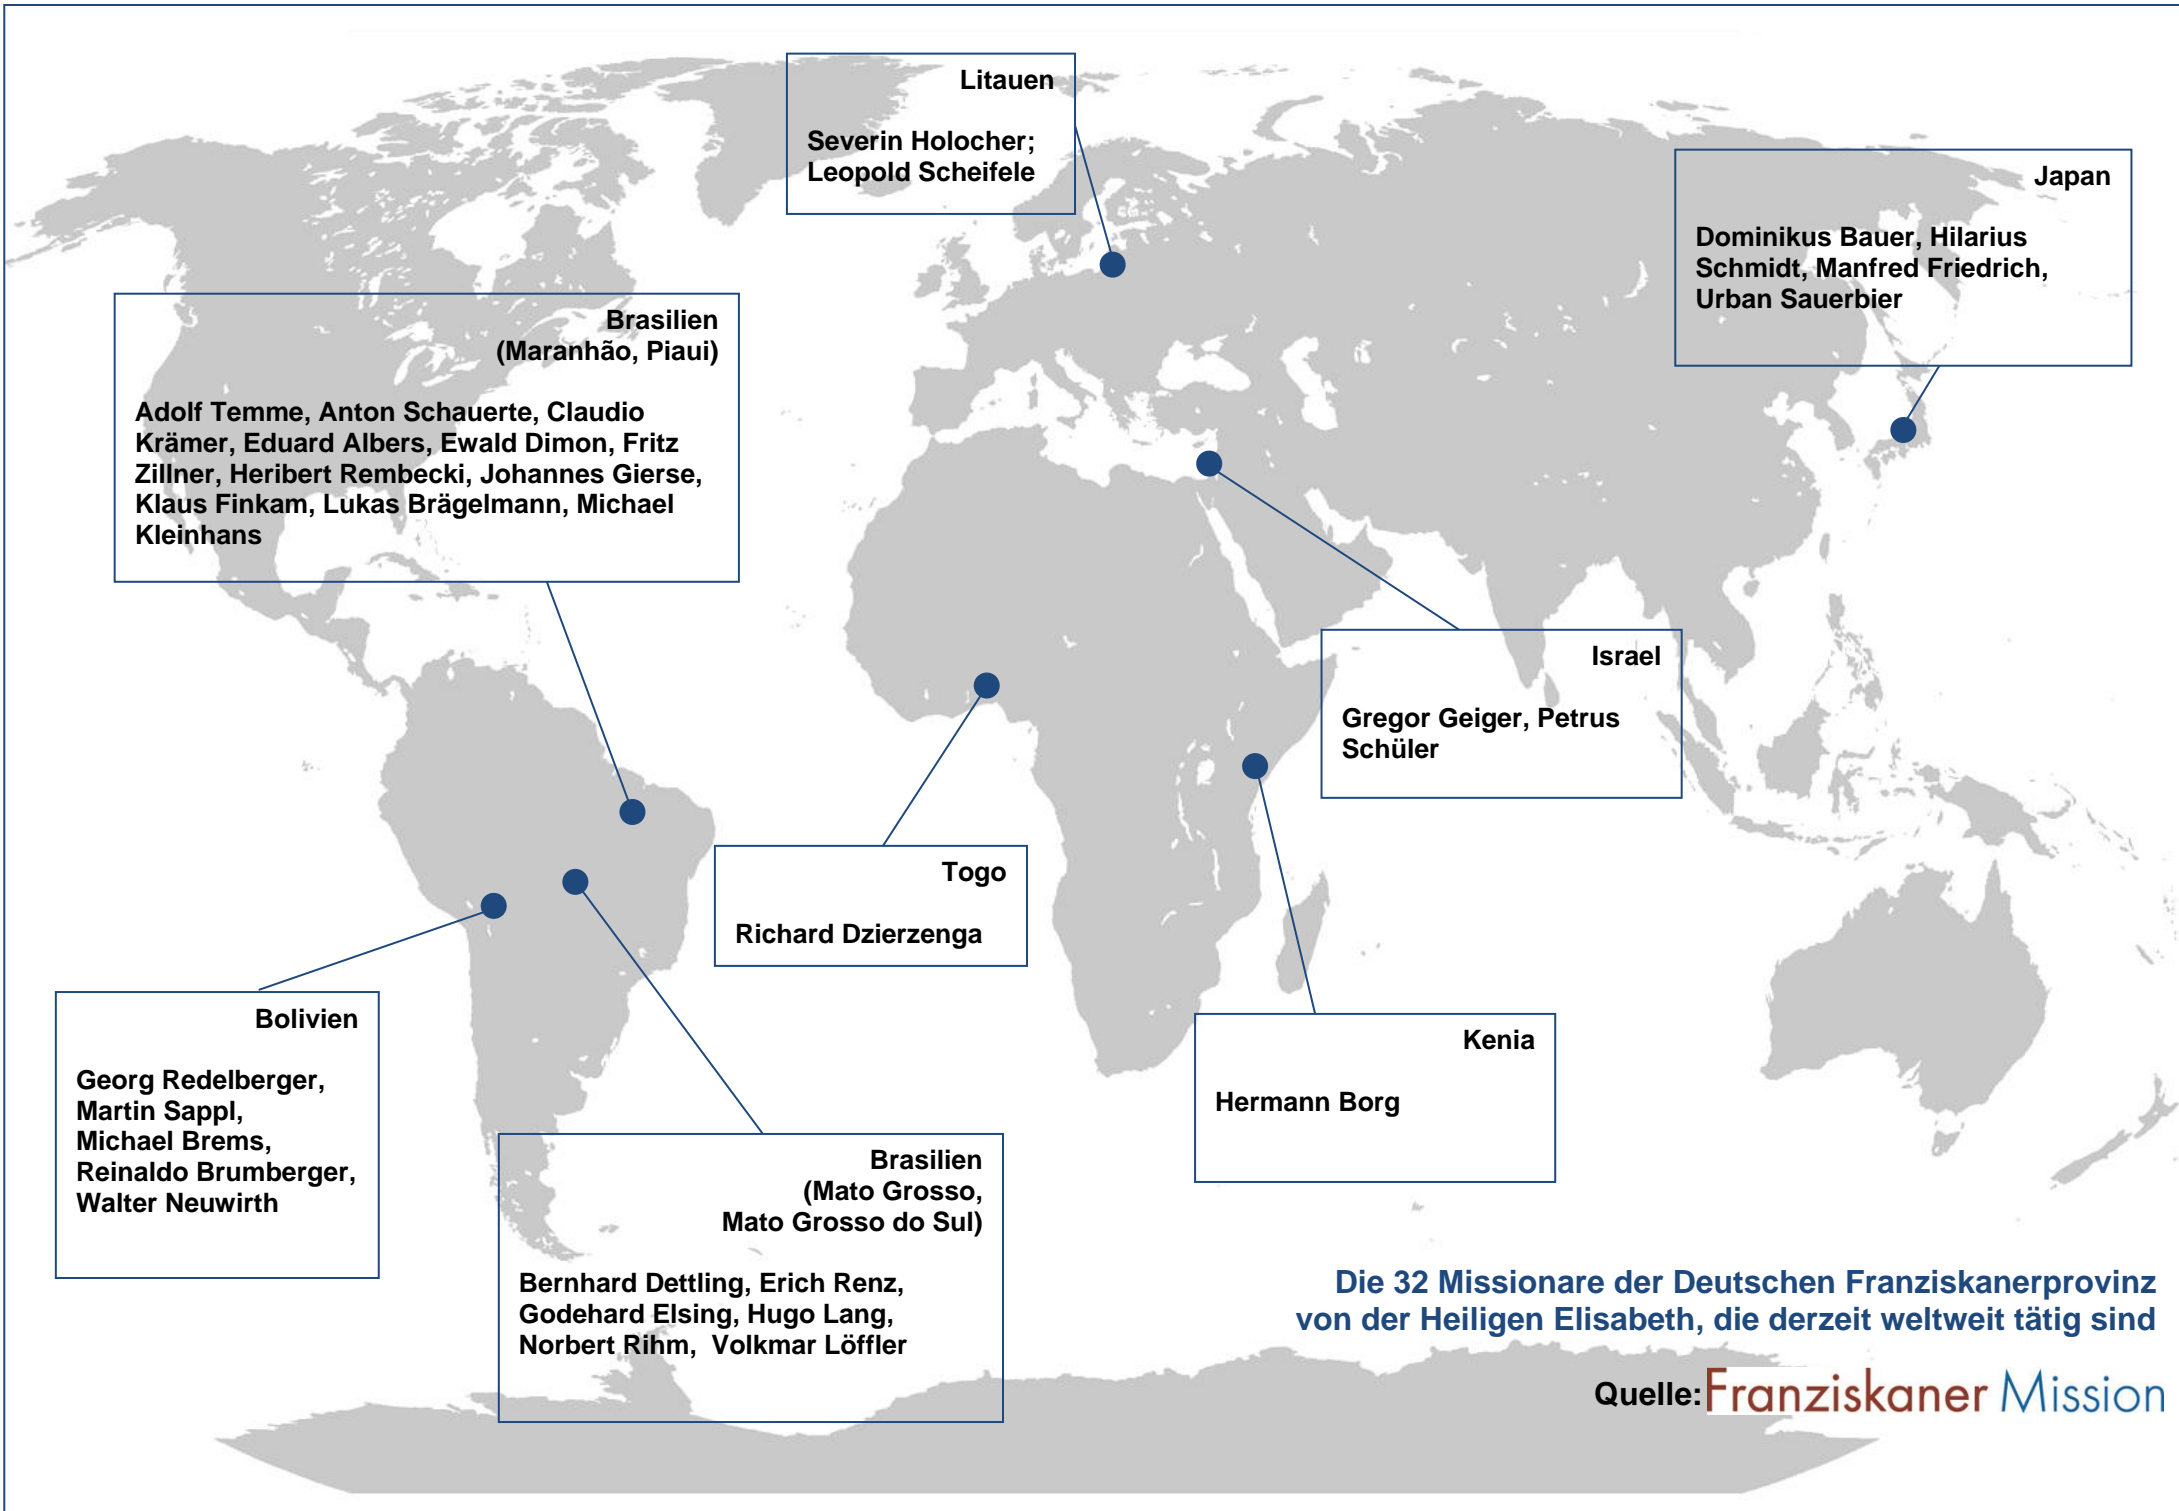 Litauen
Severin Holocher;
Leopold Scheifele
Japan
Dominikus Bauer, Hilarius
Schmidt, Manfred Friedrich,
Urban Sauerbier
Brasilien
(Maranhão, Piaui)
Adolf Temme, Anton Schauerte, Claudio
Krämer, Eduard Albers, Ewald Dimon, Fritz
Zillner, Heribert Rembecki, Johannes Gierse,
Klaus Finkam, Lukas Brägelmann, Michael
Kleinhans
Israel
Gregor Geiger, Petrus
Schüler
Togo
Richard Dzierzenga
Bolivien
Georg Redelberger,
Martin Sappl,
Michael Brems,
Reinaldo Brumberger,
Walter Neuwirth
Kenia
Hermann Borg
Brasilien
(Mato Grosso,
Mato Grosso do Sul)
Bernhard Dettling, Erich Renz,
Godehard Elsing, Hugo Lang,
Norbert Rihm, Volkmar Löffler
Die 32 Missionare der Deutschen Franziskanerprovinz
von der Heiligen Elisabeth, die derzeit weltweit tätig sind
Quelle: Franziskaner Mission